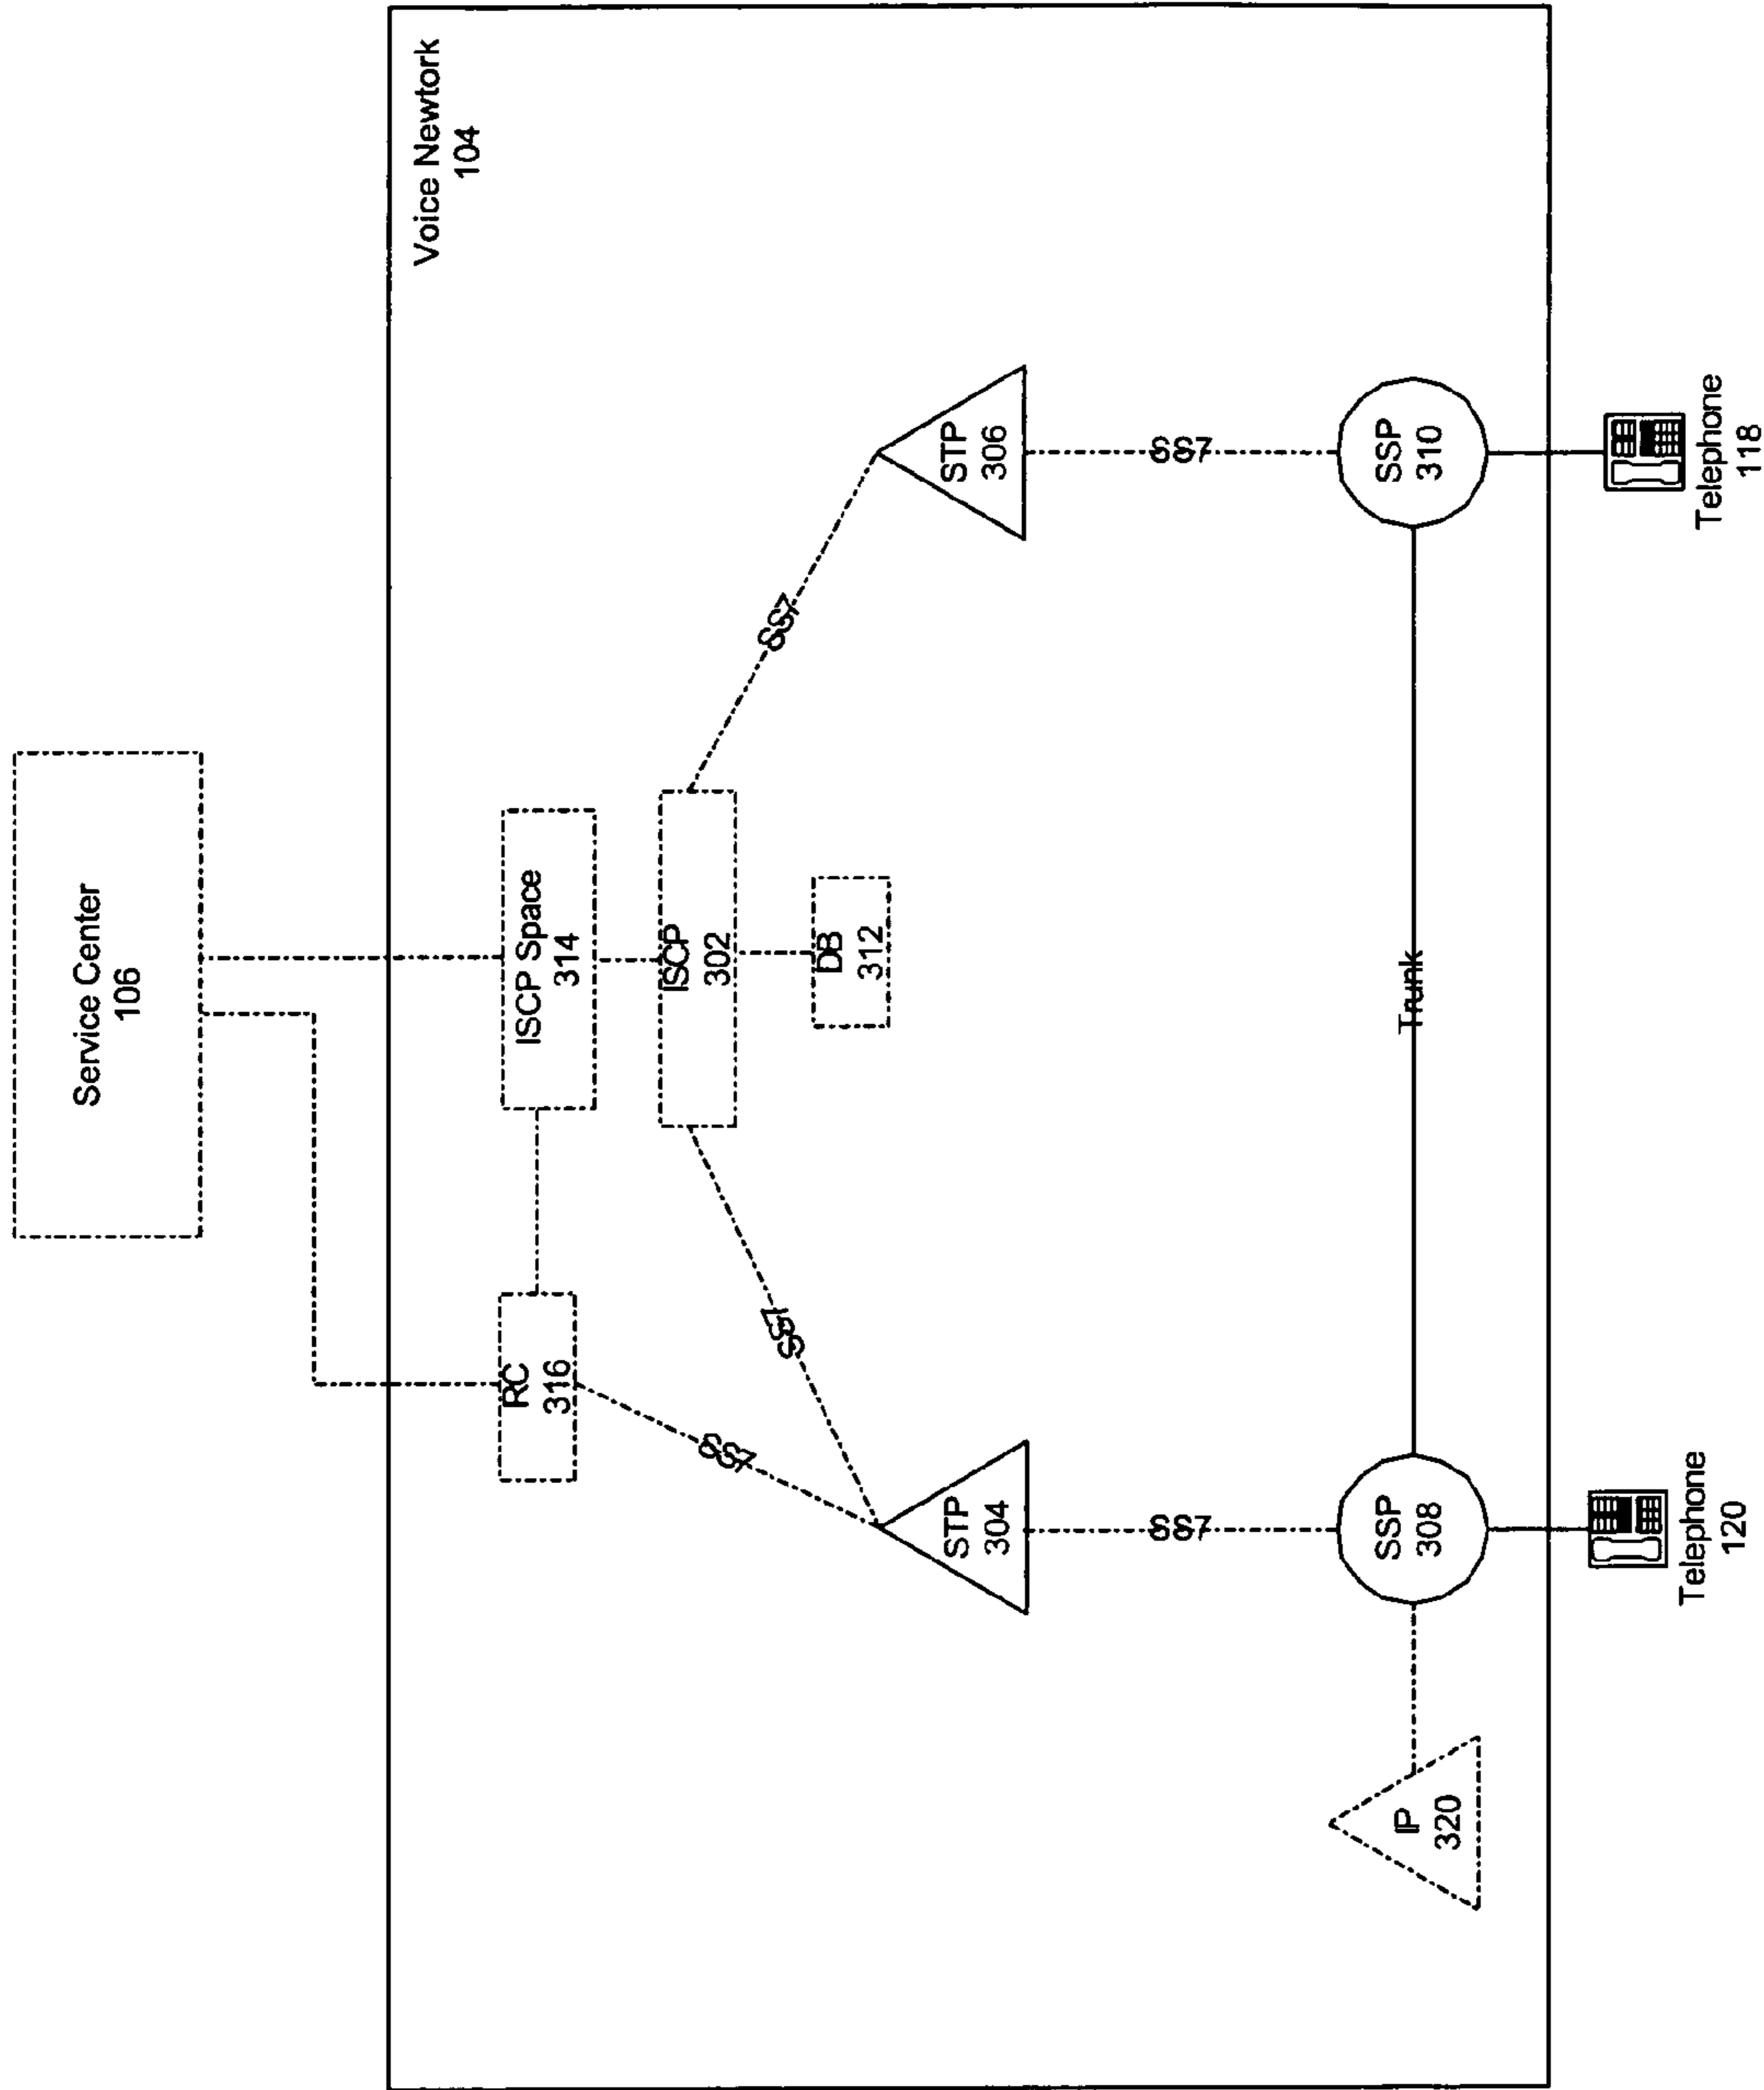 Service Center
106
Voice Newtork
104
ISCP Space
314
RC
316
ISCP
302
DB
312
SS7
SS7
SS7
STP
304
STP
306
SS7
SS7
IP
320
SSP
308
Trunk
SSP
310
Telephone
120
Telephone
118